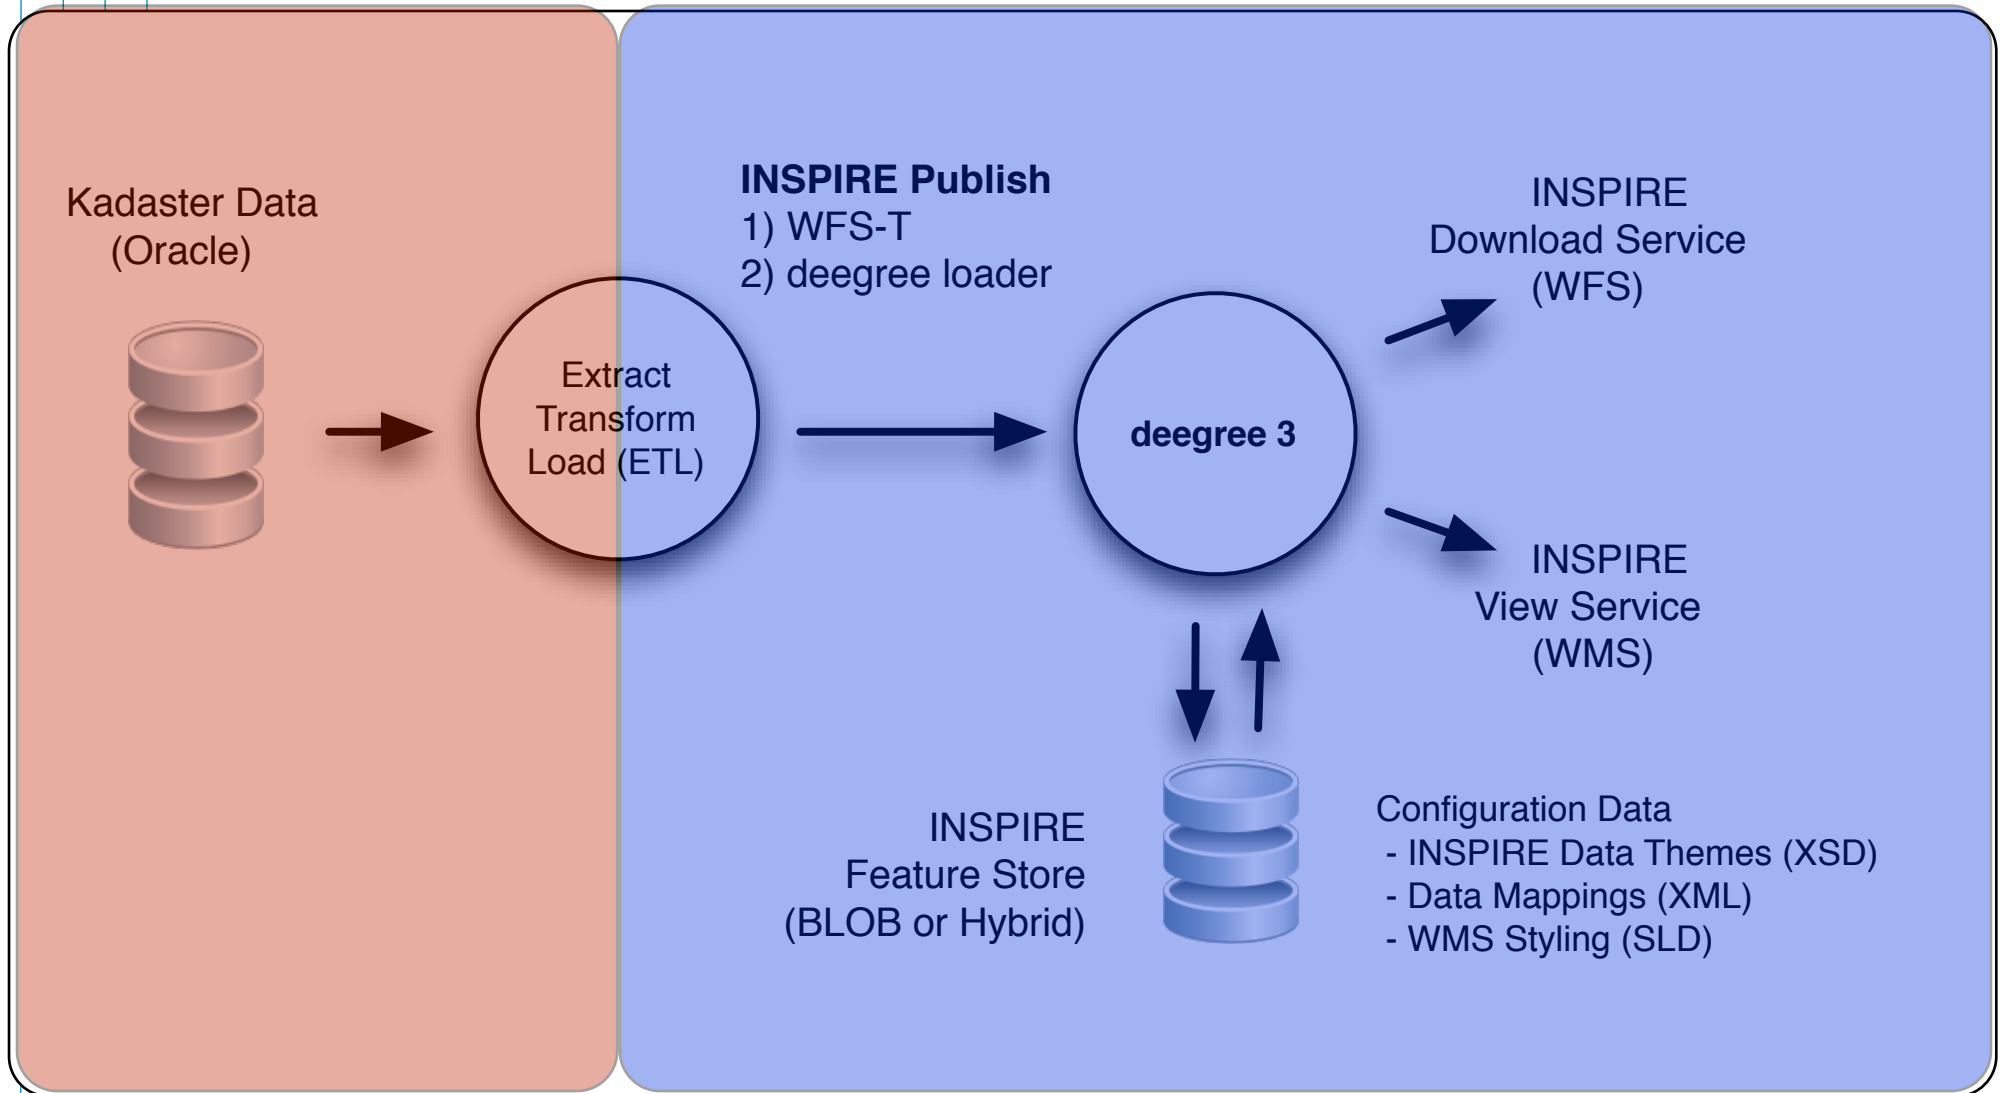 Kadaster Data
(Oracle)
Extract
Transform
Load (ETL)
INSPIRE Publish
1) WFS-T
2) deegree loader
deegree 3
INSPIRE
Download Service
(WFS)
INSPIRE
View Service
(WMS)
INSPIRE
Feature Store
(BLOB or Hybrid)
Configuration Data
- INSPIRE Data Themes (XSD)
- Data Mappings (XML)
- WMS Styling (SLD)